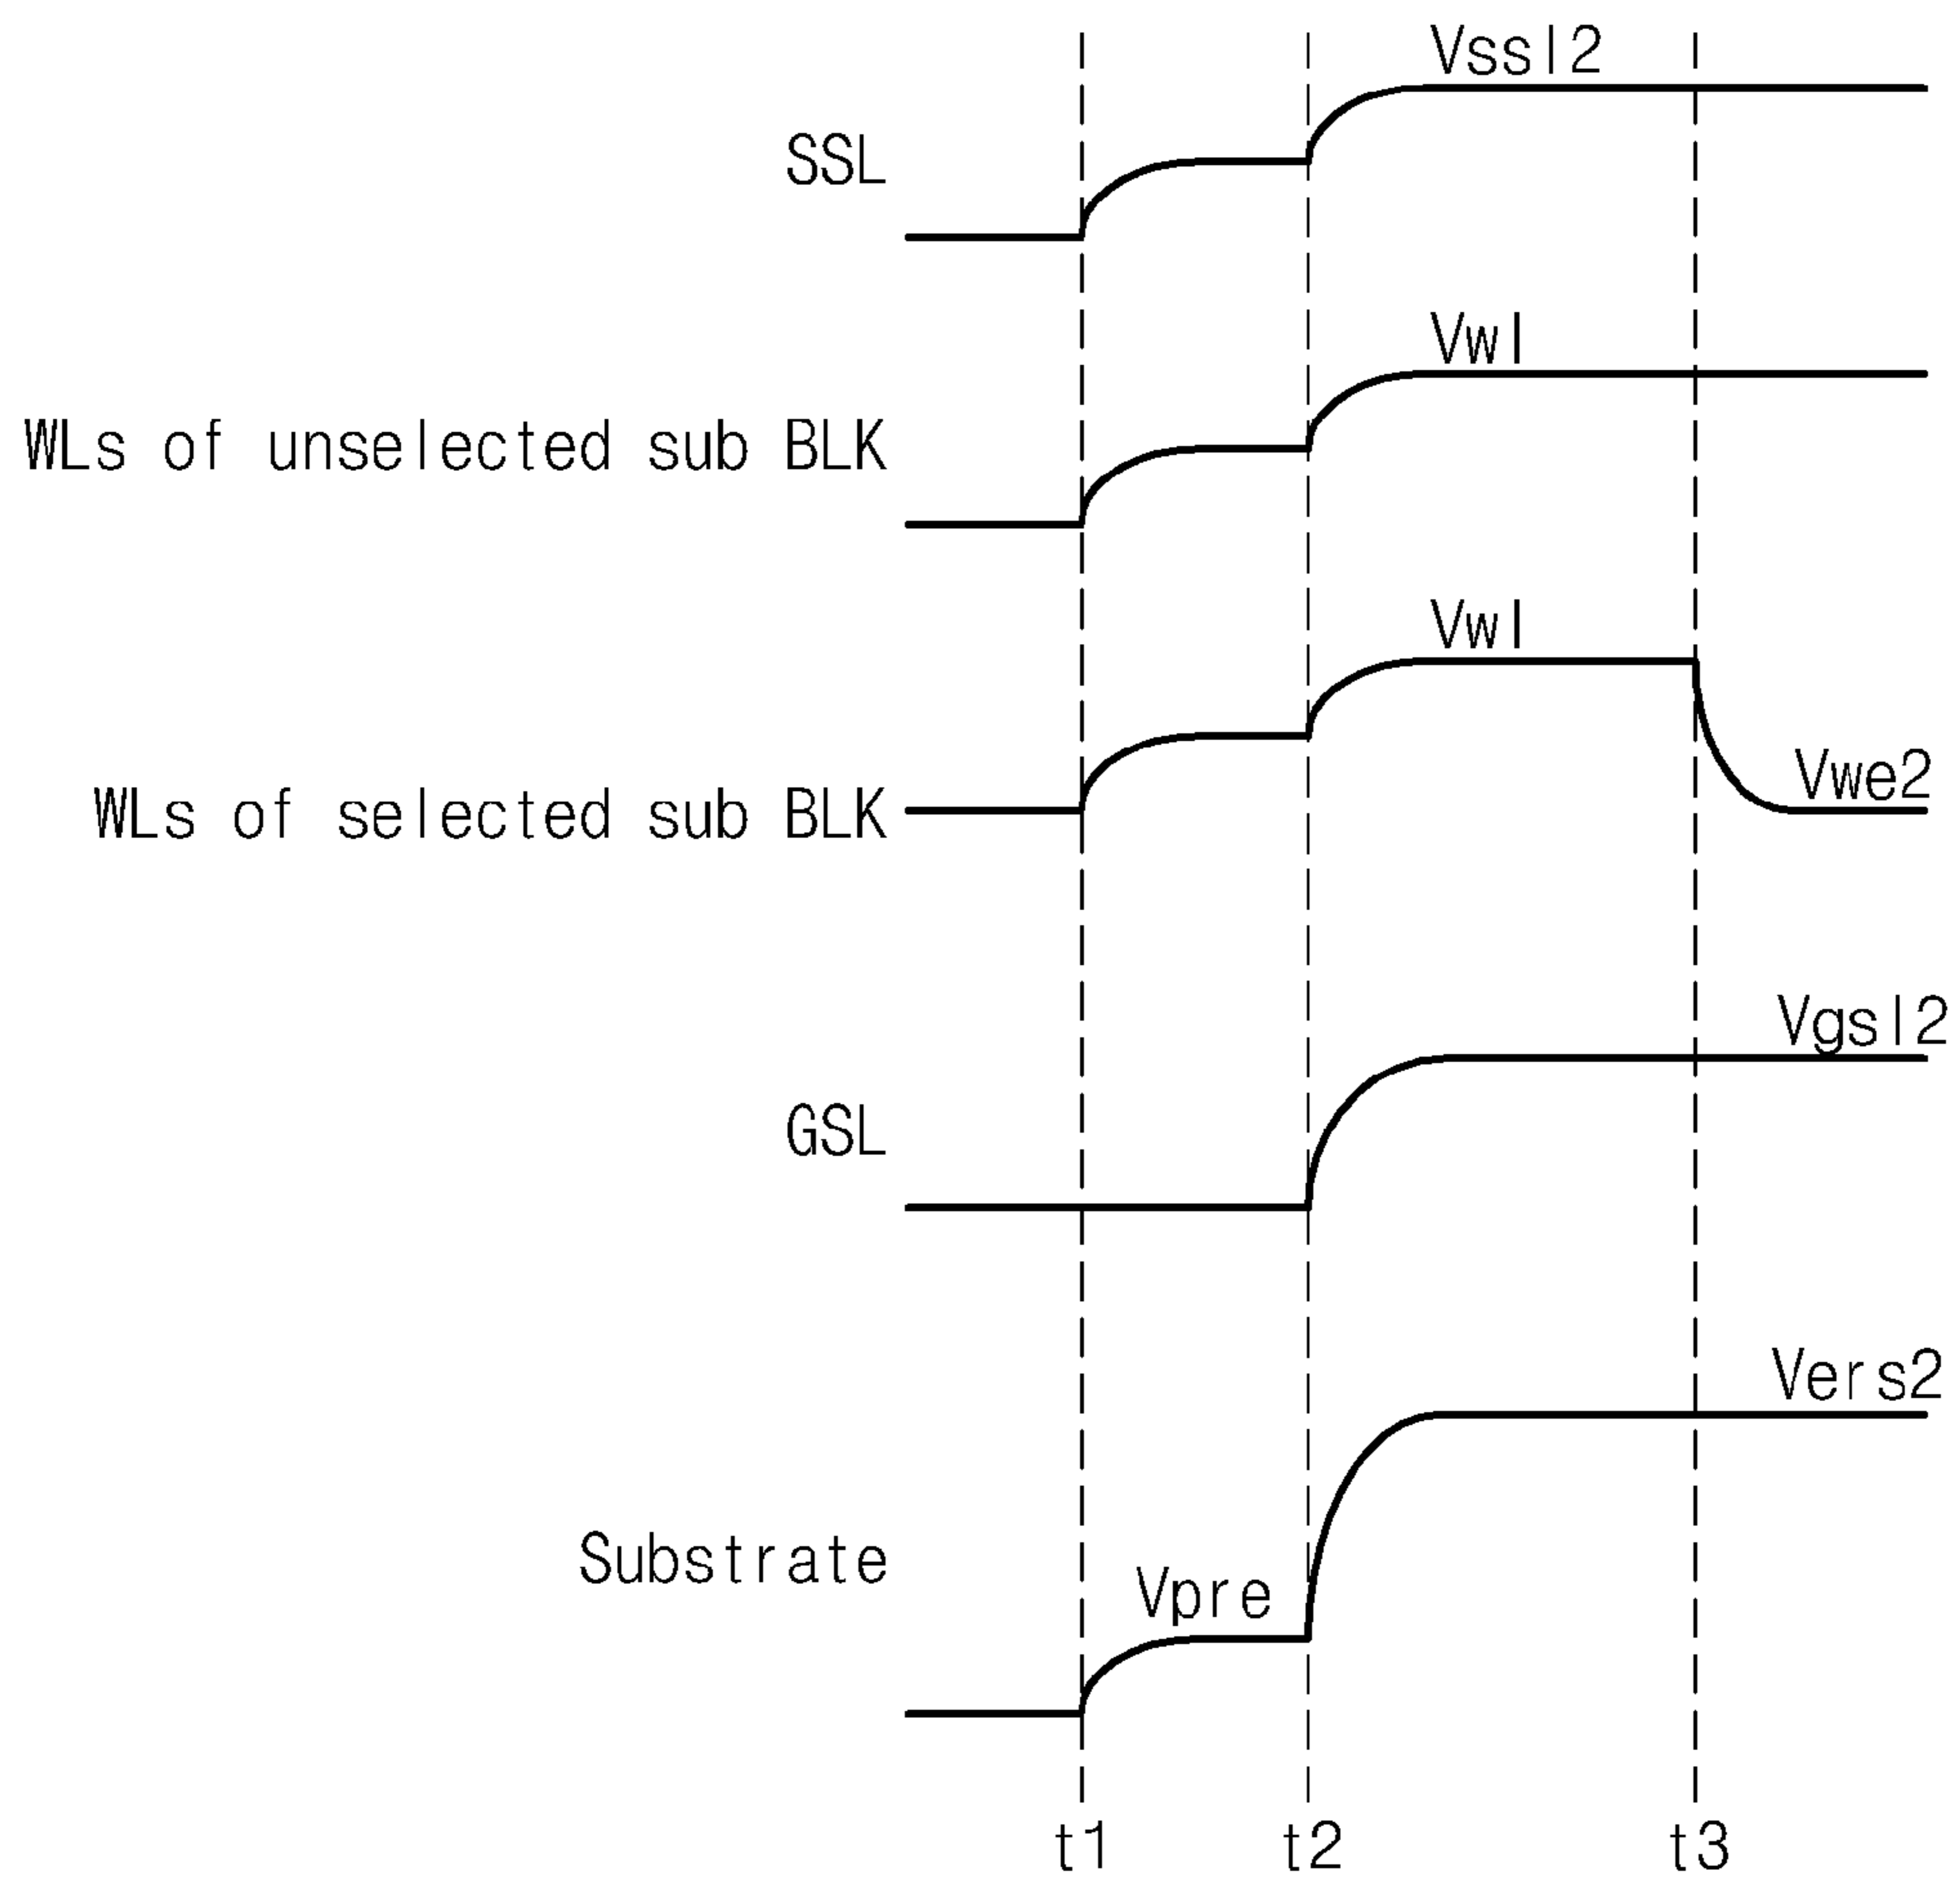 Vssl2
SSL
Vwl
WLs of unselected sub BLK
Vwl
Vwe2
WLs of selected sub BLK
Vgsl2
GSL
Vers2
Substrate
Vpre
t1 t2 t3